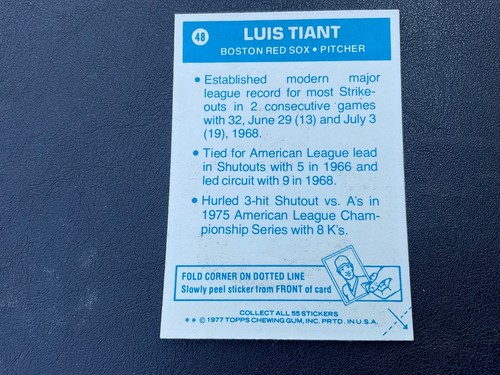 48
LUIS TIANT
BOSTON RED SOX • PITCHER
• Established modern major
league record for most Strike-
outs in 2 consecutive games
with 32, June 29 (13) and July 3
(19), 1968.
• Tied for American League lead
in Shutouts with 5 in 1966 and
led circuit with 9 in 1968.
• Hurled 3-hit Shutout vs. A's in
1975 American League Cham-
pionship Series with 8 K's.
FOLD CORNER ON DOTTED LINE
Slowly peel sticker from FRONT of card
COLLECT ALL 55 STICKERS
** © 1977 TOPPS CHEWING GUM, INC. PRTD. IN U.S.A.